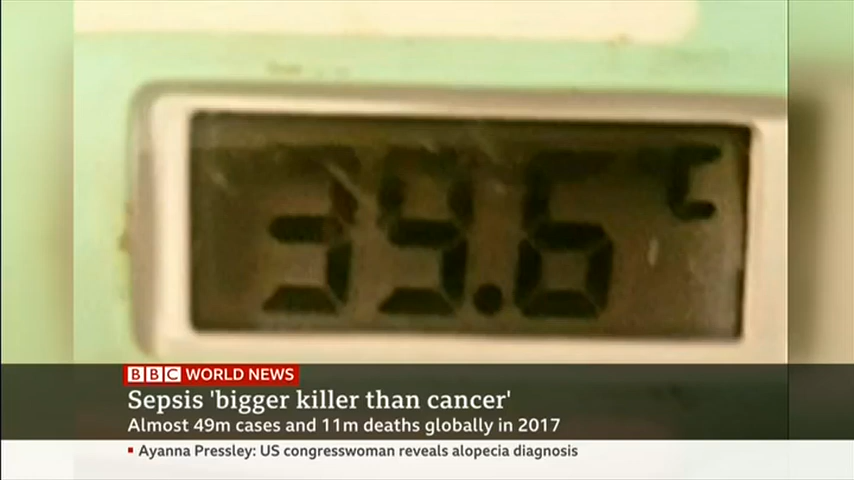 39.6 C
BBC WORLD NEWS
Sepsis 'bigger killer than cancer'
Almost 49m cases and 11m deaths globally in 2017
Ayanna Pressley: US congresswoman reveals alopecia diagnosis